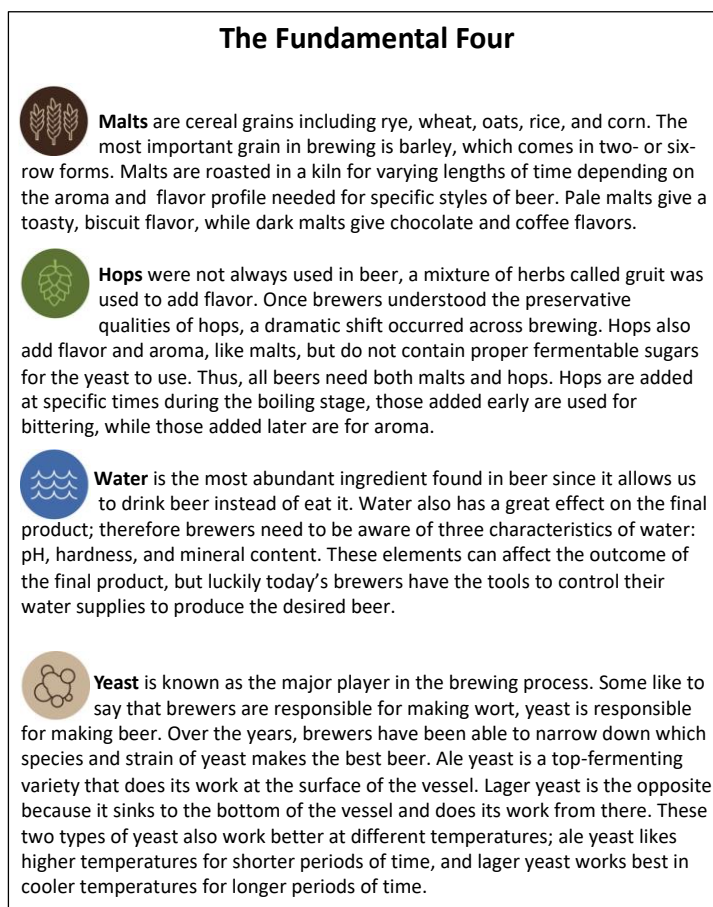 The Fundamental Four
Malts are cereal grains including rye, wheat, oats, rice, and corn. The
most important grain in brewing is barley, which comes in two- or six-
row forms. Malts are roasted in a kiln for varying lengths of time depending on
the aroma and  flavor profile needed for specific styles of beer. Pale malts give a
toasty, biscuit flavor, while dark malts give chocolate and coffee flavors.
Hops were not always used in beer, a mixture of herbs called gruit was
used to add flavor. Once brewers understood the preservative
qualities of hops, a dramatic shift occurred across brewing. Hops also
add flavor and aroma, like malts, but do not contain proper fermentable sugars
for the yeast to use. Thus, all beers need both malts and hops. Hops are added
at specific times during the boiling stage, those added early are used for
bittering, while those added later are for aroma.
Water is the most abundant ingredient found in beer since it allows us
to drink beer instead of eat it. Water also has a great effect on the final
product; therefore brewers need to be aware of three characteristics of water:
pH, hardness, and mineral content. These elements can affect the outcome of
the final product, but luckily today’s brewers have the tools to control their
water supplies to produce the desired beer.
Yeast is known as the major player in the brewing process. Some like to
say that brewers are responsible for making wort, yeast is responsible
for making beer. Over the years, brewers have been able to narrow down which
species and strain of yeast makes the best beer. Ale yeast is a top-fermenting
variety that does its work at the surface of the vessel. Lager yeast is the opposite
because it sinks to the bottom of the vessel and does its work from there. These
two types of yeast also work better at different temperatures; ale yeast likes
higher temperatures for shorter periods of time, and lager yeast works best in
cooler temperatures for longer periods of time.